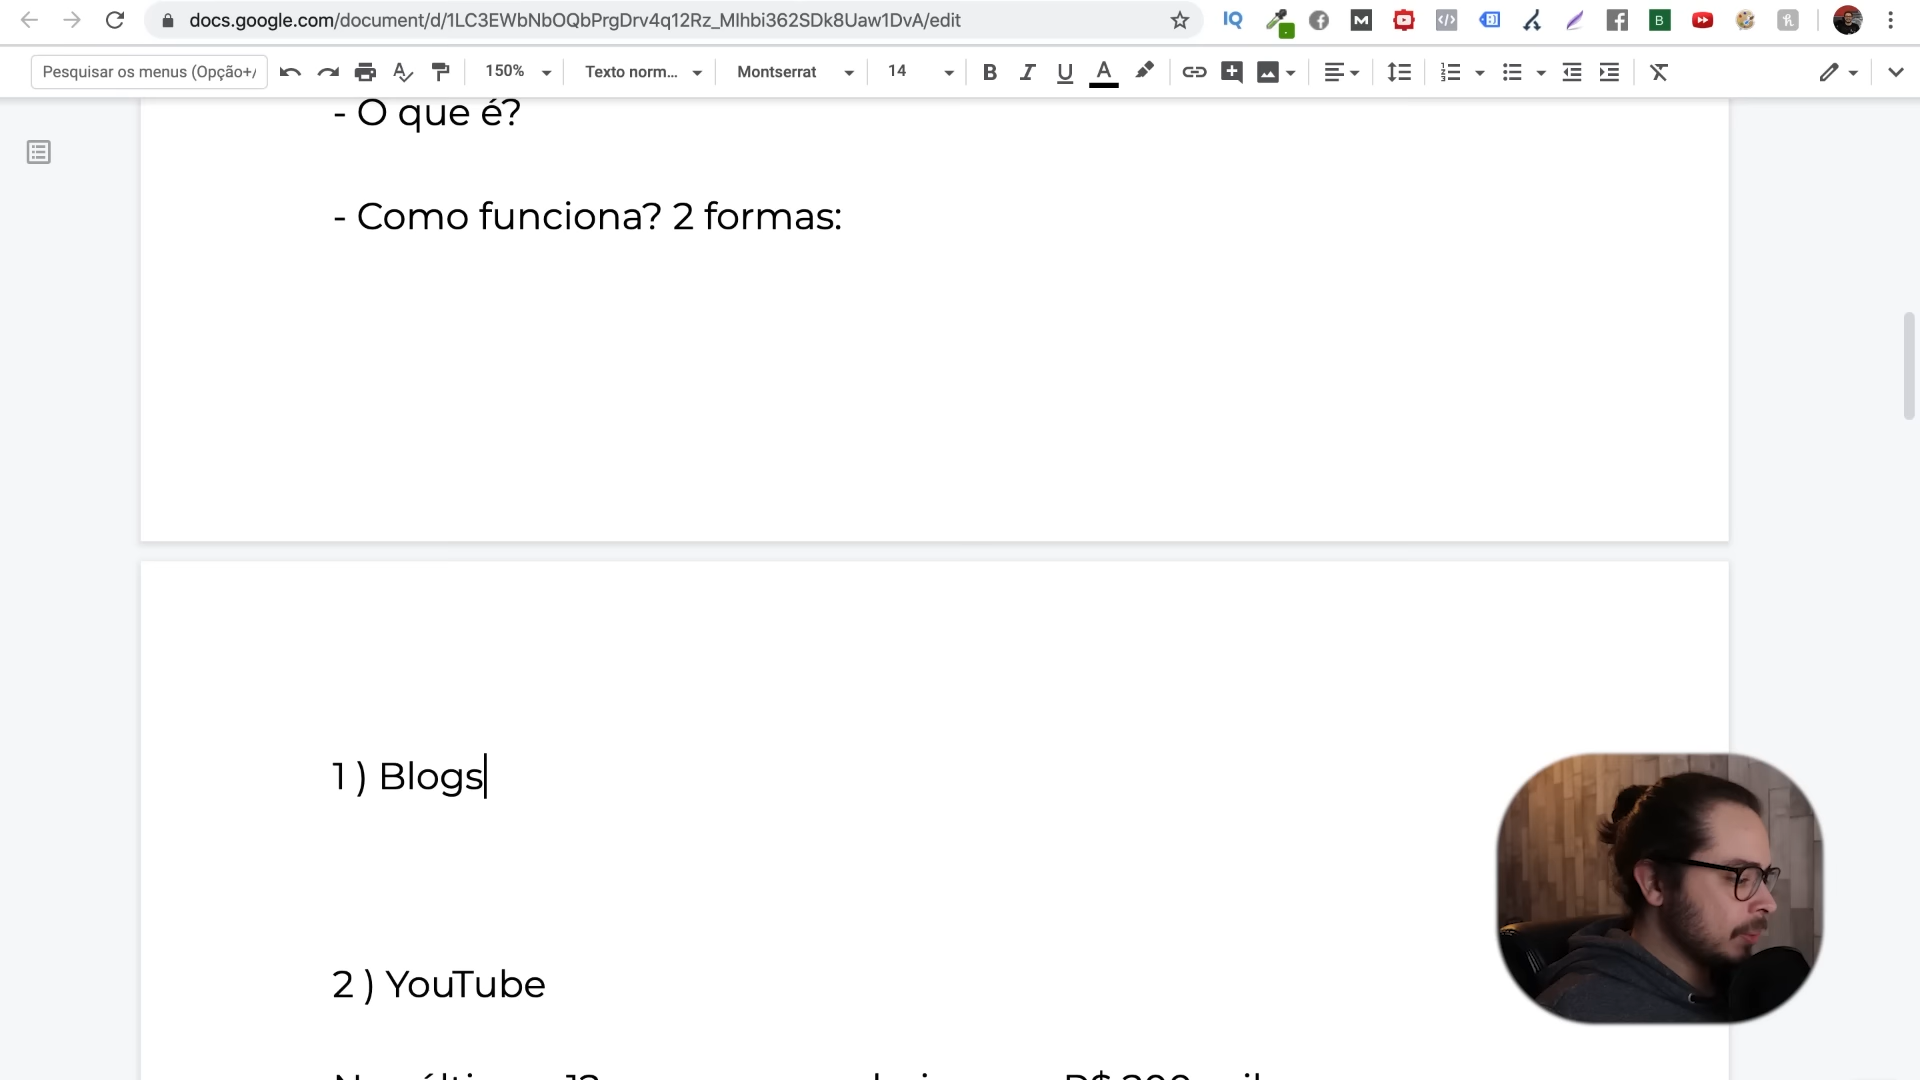 docs.google.com/document/d/1LC3EWbNbOQbPrgDrv4q12Rz_MIhbi362SDk8Uaw1DvA/edit
Pesquisar os menus (Opção+/
150%
Texto norm...
Montserrat
14
- O que é?
- Como funciona? 2 formas:
1 ) Blogs
2 ) YouTube